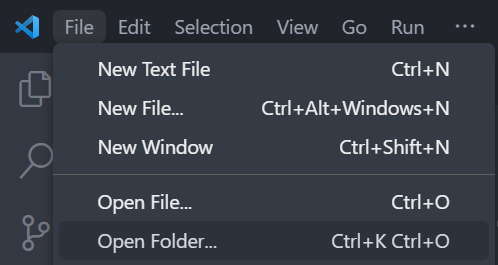 File Edit Selection View Go Run ...
New Text File Ctrl+N
New File... Ctrl+Alt+Windows+N
New Window Ctrl+Shift+N
Open File... Ctrl+O
Open Folder... Ctrl+K Ctrl+O